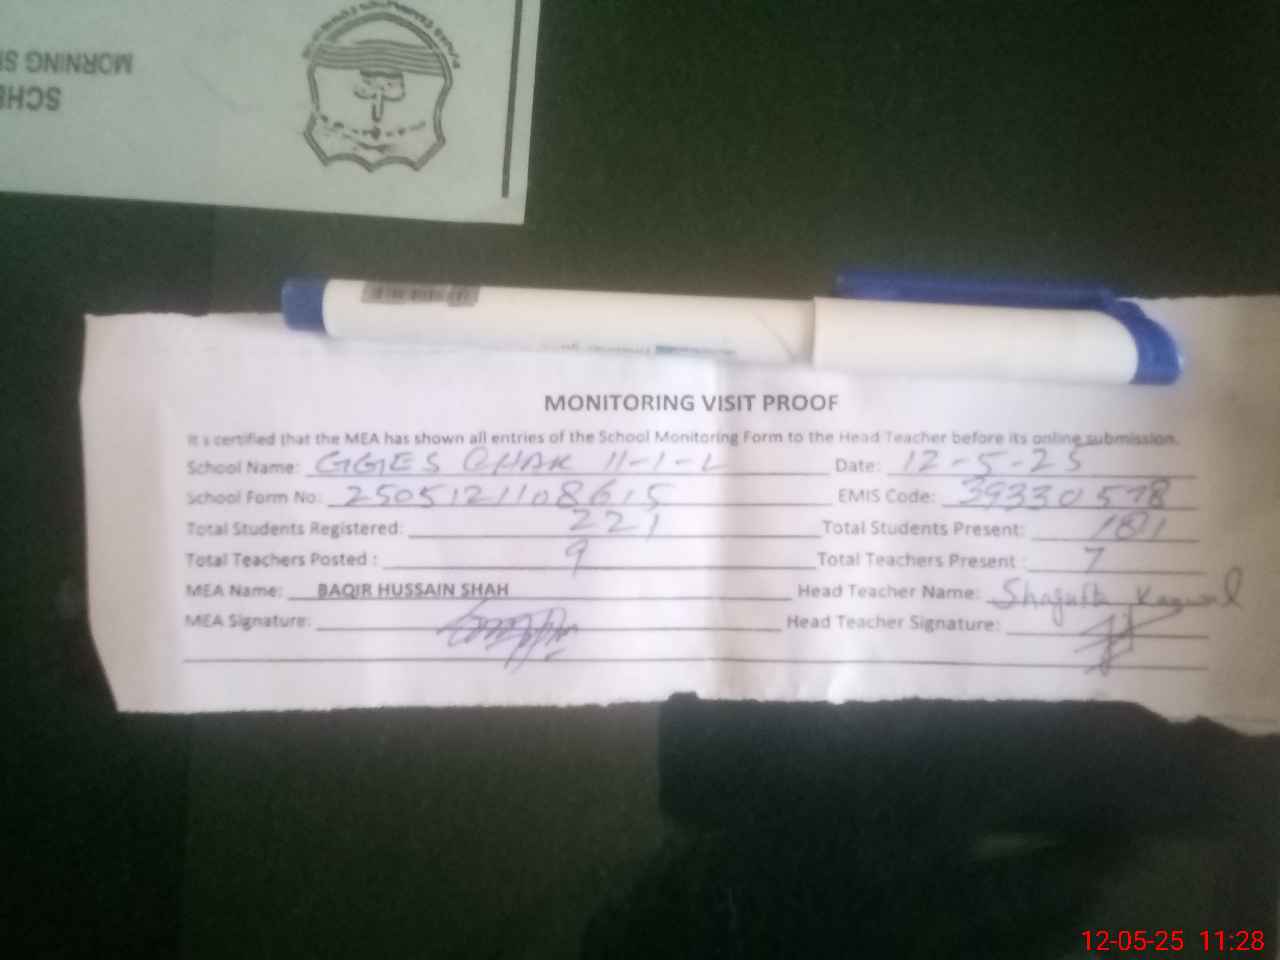 MORNING
MONITORING VISIT PROOF
It s certified that the MEA has shown all entries of the School Monitoring Form to the Head Teacher before its online submission.
School Name: GGES CHAK 11-1-L Date: 12-5-25
School Form No: 2505121108615 EMIS Code: 39330578
Total Students Registered: 221 Total Students Present: 181
Total Teachers Posted : 9 Total Teachers Present : 7
MEA Name: BAQIR HUSSAIN SHAH Head Teacher Name: Shagufta Kanwal
MEA Signature: Head Teacher Signature:
12-05-25 11:28